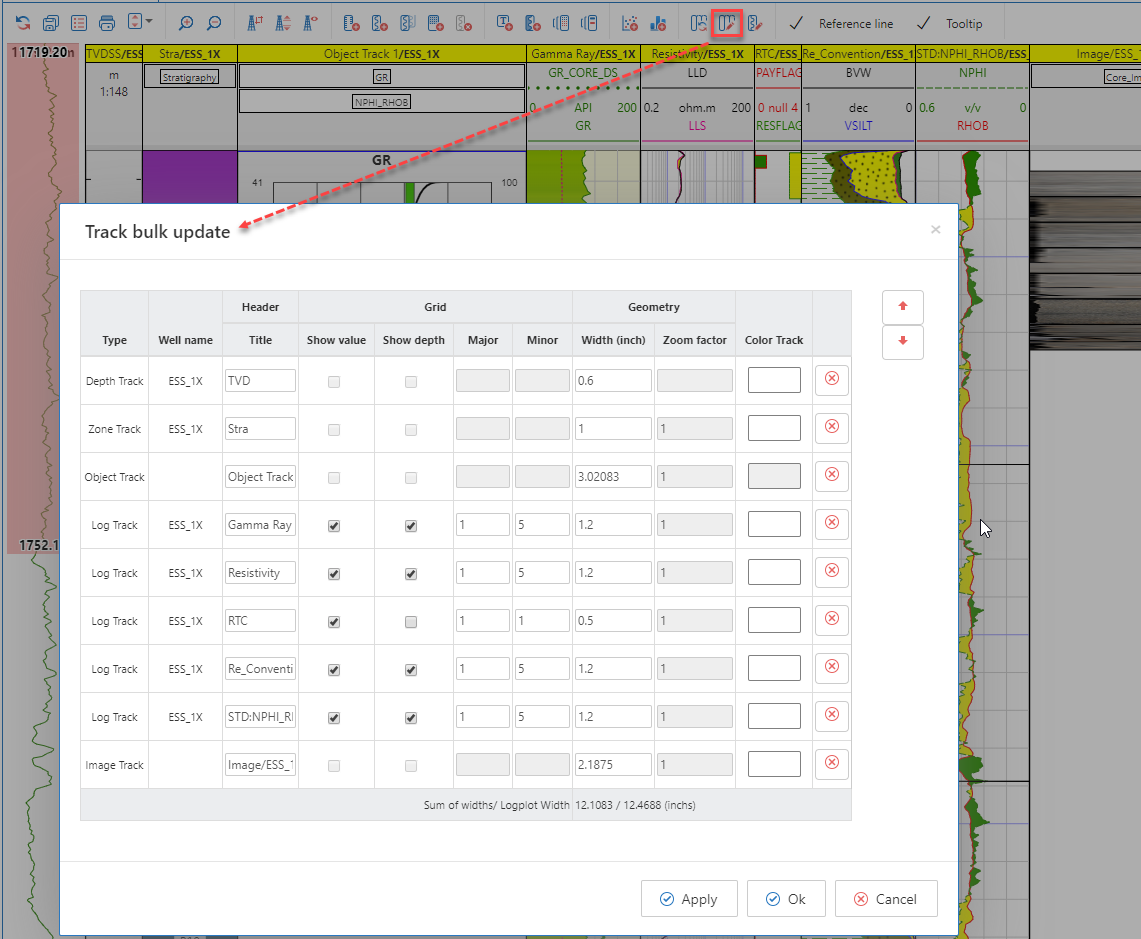 Reference line Tooltip
11719.20m TVDSS/ESS Stra/ESS_1X Object Track 1/ESS_1X Gamma Ray/ESS_1X Resistivity/ESS_1X RTC/ESS_ Re_Convention/ESS_1 STD:NPHI_RHOB/ESS_ Image/ESS_1
m Stratigraphy GR GR_CORE_DS LLD PAYFLAG BVW NPHI Core_Im
1:148
NPHI_RHOB 0 API 200 0.2 ohm.m 200 0 null 4 1 dec 0 0.6 v/v 0
GR LLS RESFLAG VSILT RHOB
GR
41 100
Track bulk update ×
Header Grid Geometry
Type Well name Title Show value Show depth Major Minor Width (inch) Zoom factor Color Track
Depth Track ESS_1X TVD 0.6
Zone Track ESS_1X Stra 1 1
Object Track Object Track 3.02083 1
Log Track ESS_1X Gamma Ray 1 5 1.2 1
1752.1
Log Track ESS_1X Resistivity 1 5 1.2 1
Log Track ESS_1X RTC 1 1 0.5 1
Log Track ESS_1X Re_Conventi 1 5 1.2 1
Log Track ESS_1X STD:NPHI_RI 1 5 1.2 1
Image Track Image/ESS_1 2.1875 1
Sum of widths/ Logplot Width 12.1083 / 12.4688 (inchs)
Apply Ok Cancel